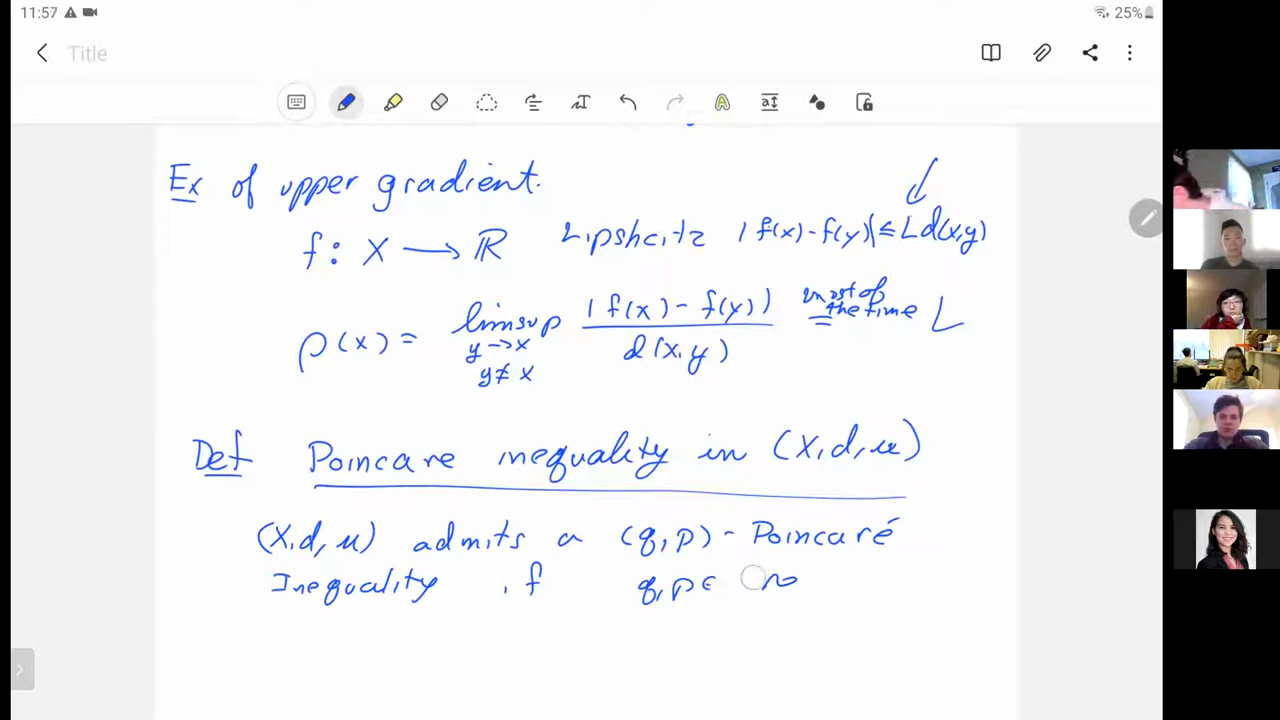 11:57
25%
Title
Ex of upper gradient.
f: X ⟶ ℝ Lipshcitz |f(x)-f(y)| ≤ L d(x,y)
ρ(x) = limsup y→x y≠x |f(x)-f(y)| / d(x,y) = most of the time L
Def Poincare inequality in (X,d,μ)
(X,d,μ) admits a (q,p)-Poincaré
Inequality if q,p∈